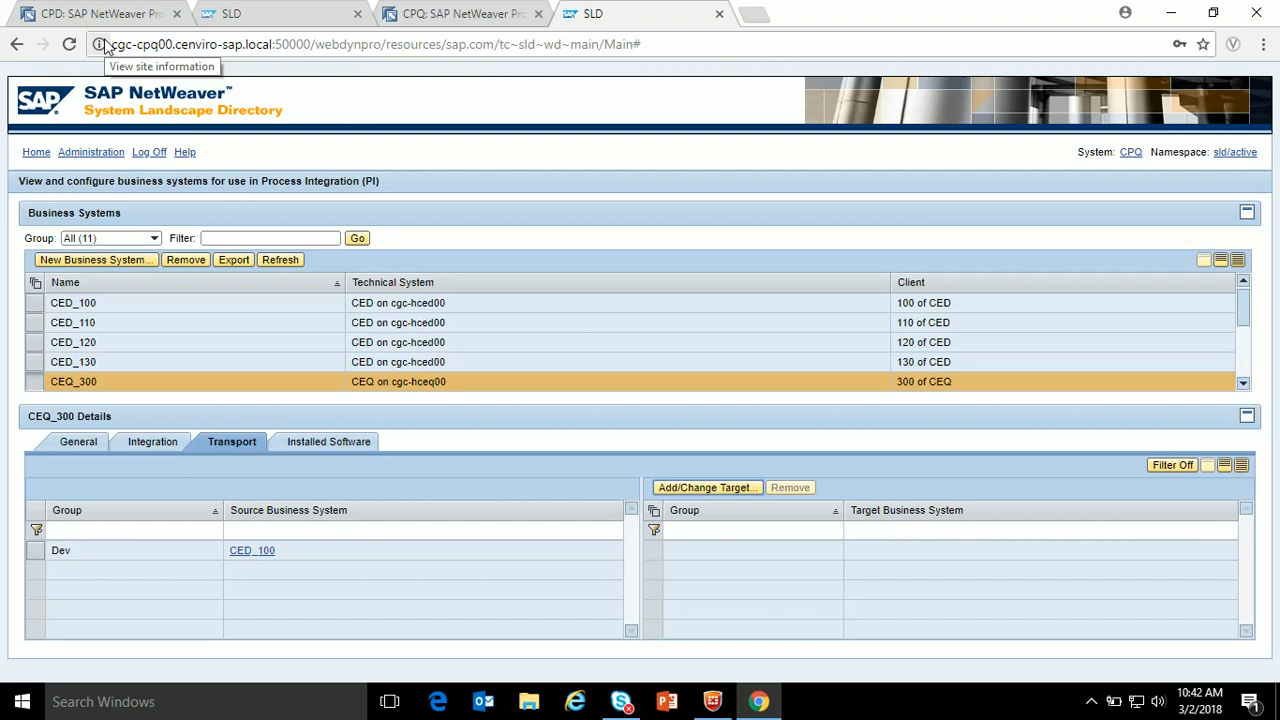 CPD: SAP NetWeaver Pro
SLD
CPQ: SAP NetWeaver Pro
SLD
cgc-cpq00.cenviro-sap.local:50000/webdynpro/resources/sap.com/tc~sld~wd~main/Main#
View site information
SAP
SAP NetWeaver™
System Landscape Directory
Home Administration Log Off Help
System: CPQ Namespace: sld/active
View and configure business systems for use in Process Integration (PI)
Business Systems
Group: All (11) Filter: Go
New Business System... Remove Export Refresh
Name Technical System Client
CED_100 CED on cgc-hced00 100 of CED
CED_110 CED on cgc-hced00 110 of CED
CED_120 CED on cgc-hced00 120 of CED
CED_130 CED on cgc-hced00 130 of CED
CEQ_300 CEQ on cgc-hceq00 300 of CEQ
CEQ_300 Details
General Integration Transport Installed Software
Filter Off
Add/Change Target... Remove
Group Source Business System Group Target Business System
Dev CED_100
Search Windows
10:42 AM
3/2/2018